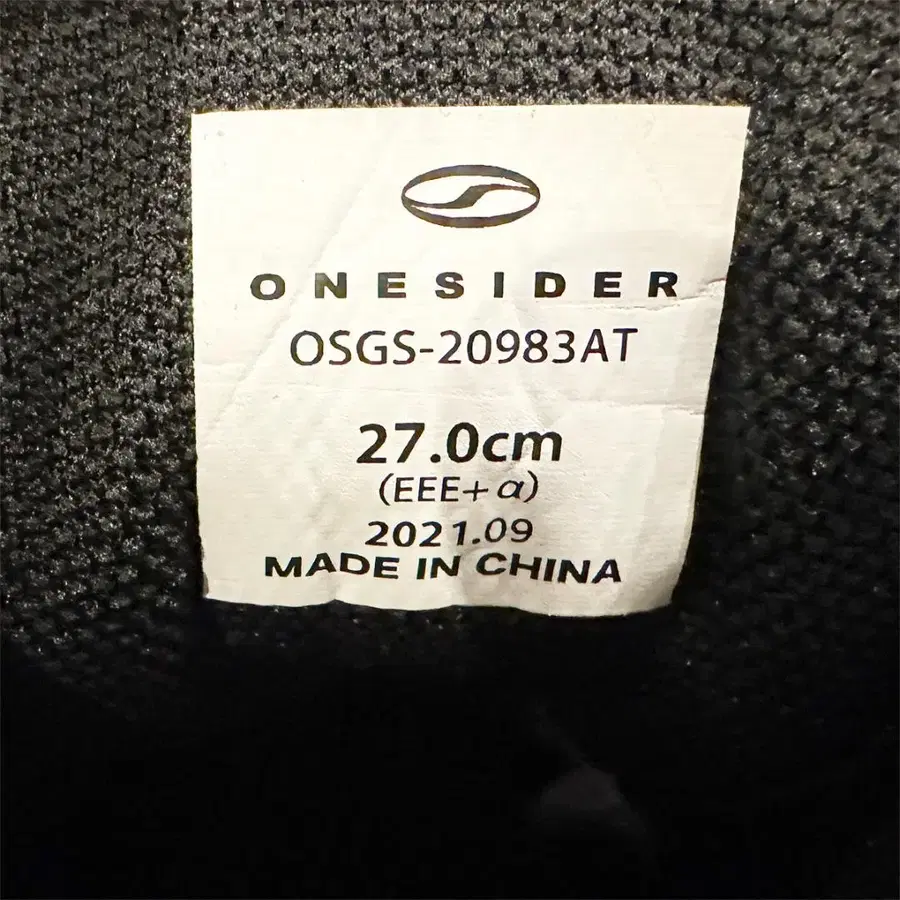 ONESIDER
OSGS-20983AT
27.0cm
(EEE+α)
2021.09
MADE IN CHINA